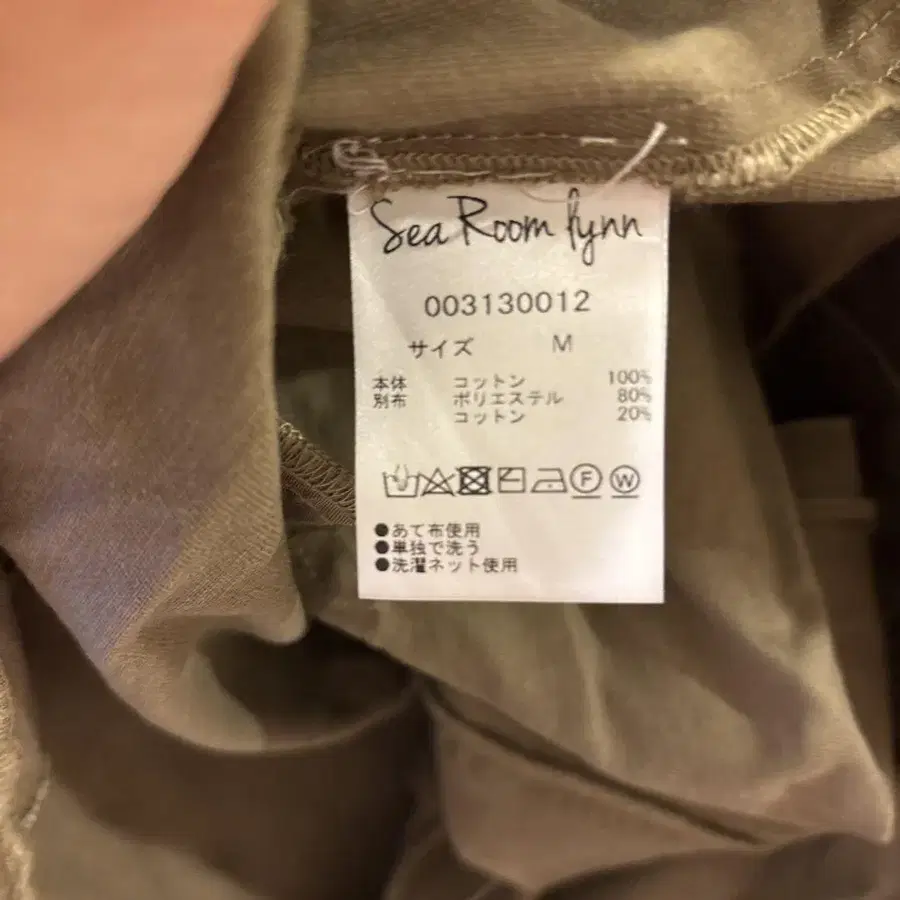 Sea Room lynn
003130012
サイズ M
本体 コットン 100%
別布 ポリエステル 80%
コットン 20%
F W
●あて布使用
●単独で洗う
●洗濯ネット使用